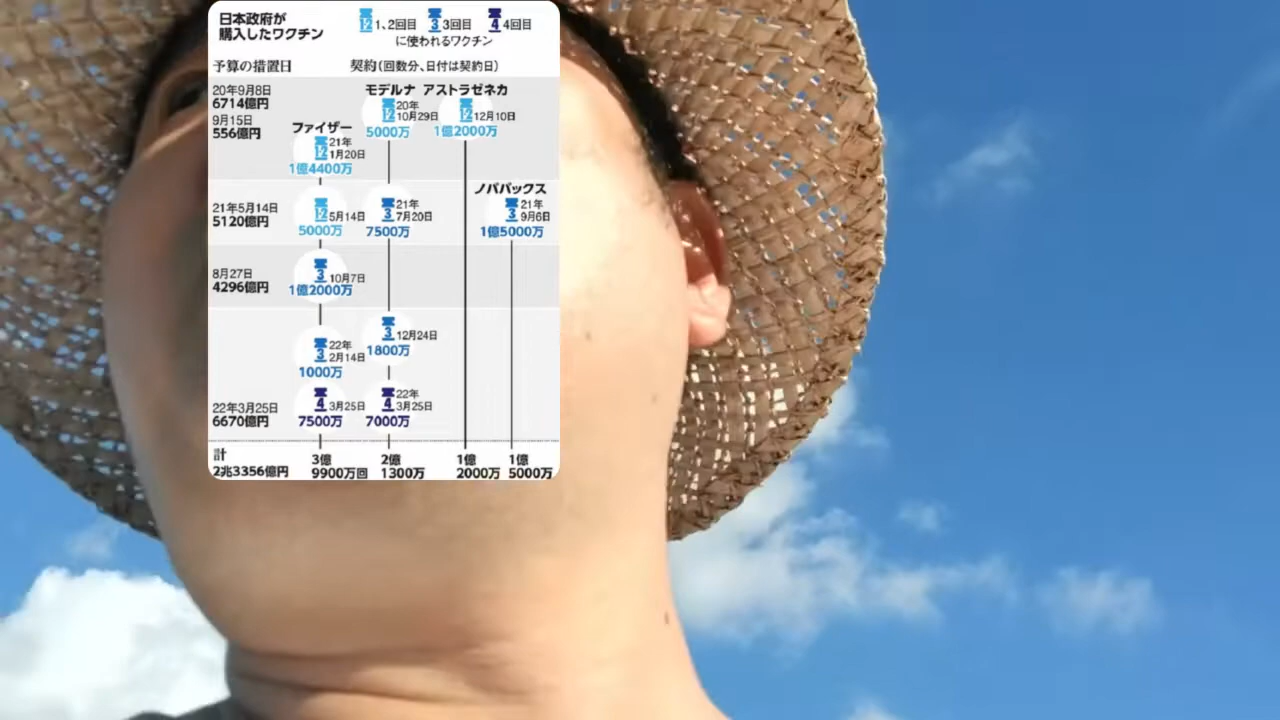 日本政府が
購入したワクチン
12 1、2回目 3 3回目 4 4回目
に使われるワクチン
予算の措置日 契約(回数分、日付は契約日)
20年9月8日
6714億円
9月15日
556億円
モデルナ アストラゼネカ
12 20年
10月29日
5000万
12 12月10日
1億2000万
ファイザー
12 21年
1月20日
1億4400万
ノババックス
21年5月14日
5120億円
12 5月14日
5000万
3 21年
7月20日
7500万
3 21年
9月6日
1億5000万
8月27日
4296億円
3 10月7日
1億2000万
3 12月24日
1800万
3 22年
2月14日
1000万
22年3月25日
6670億円
4 3月25日
7500万
4 22年
3月25日
7000万
計
2兆3356億円
3億
9900万回
2億
1300万
1億
2000万
1億
5000万